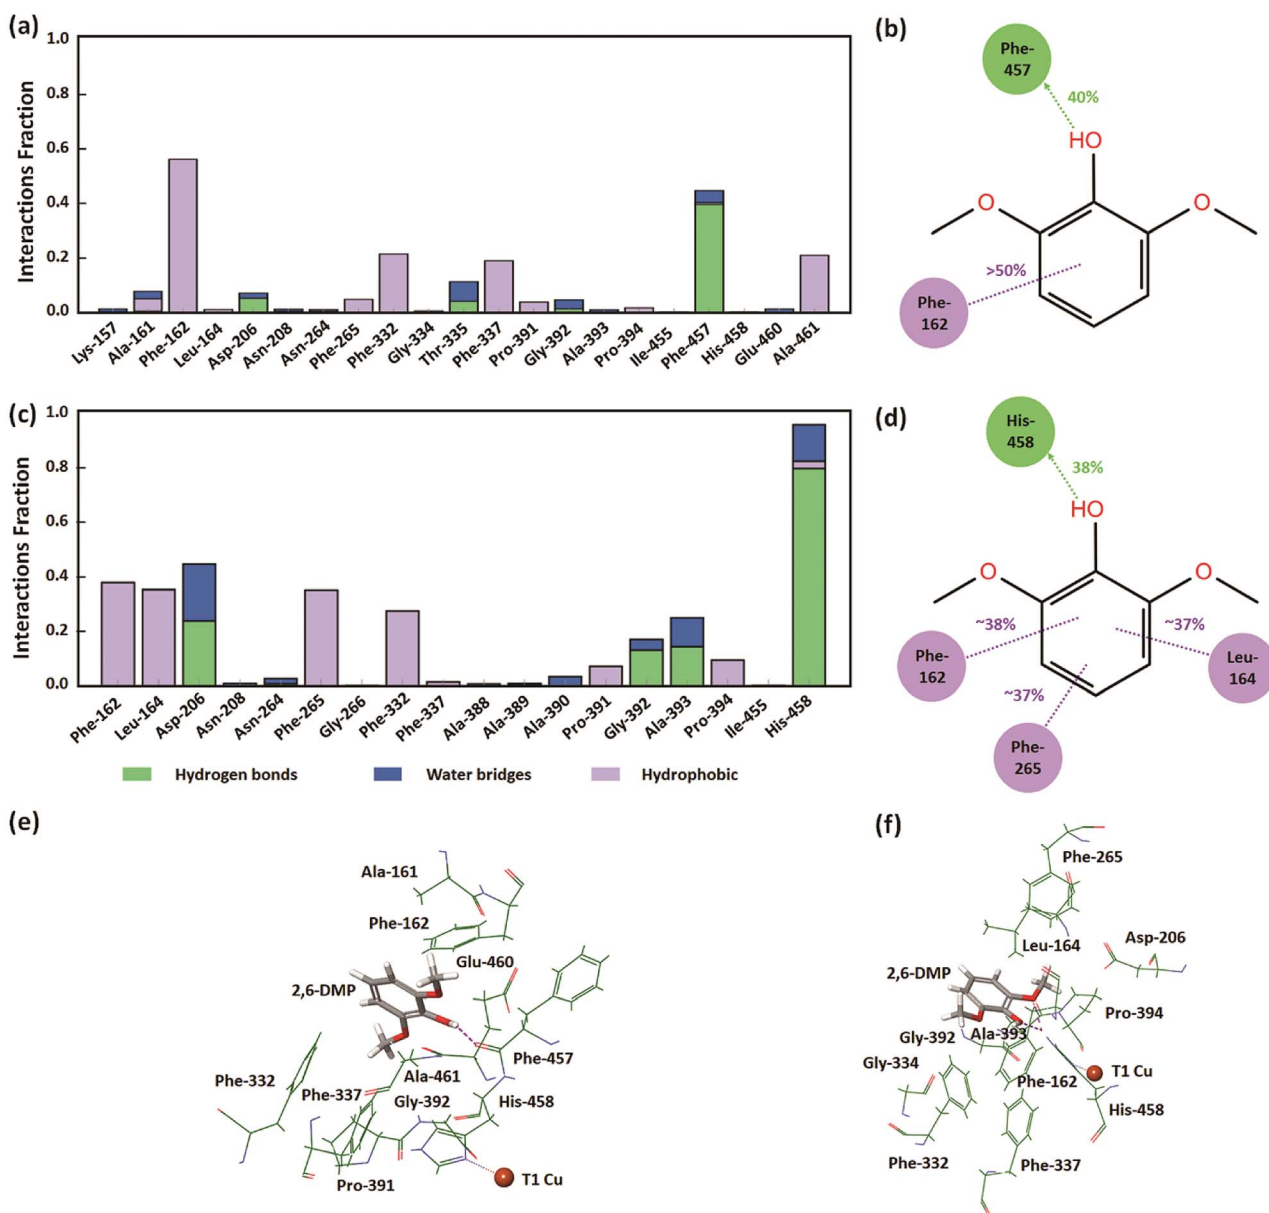 (a)
Interactions Fraction
1.0
0.8
0.6
0.4
0.2
0.0
Lys-157
Ala-161
Phe-162
Leu-164
Asp-206
Asn-208
Asn-264
Phe-265
Phe-332
Gly-334
Thr-335
Phe-337
Pro-391
Gly-392
Ala-393
Pro-394
Ile-455
Phe-457
His-458
Glu-460
Ala-461
(b)
Phe-
457
40%
HO
O
O
>50%
Phe-
162
(c)
Interactions Fraction
1.0
0.8
0.6
0.4
0.2
0.0
Phe-162
Leu-164
Asp-206
Asn-208
Asn-264
Phe-265
Gly-266
Phe-332
Phe-337
Ala-388
Ala-389
Ala-390
Pro-391
Gly-392
Ala-393
Pro-394
Ile-455
His-458
Hydrogen bonds
Water bridges
Hydrophobic
(d)
His-
458
38%
HO
O
O
~38%
~37%
Phe-
162
Leu-
164
~37%
Phe-
265
(e)
Ala-161
Phe-162
Glu-460
2,6-DMP
Phe-457
Ala-461
Phe-332
Phe-337
Gly-392
His-458
Pro-391
T1 Cu
(f)
Phe-265
Leu-164
Asp-206
2,6-DMP
Pro-394
Gly-392
Ala-393
Gly-334
Phe-162
T1 Cu
His-458
Phe-332
Phe-337